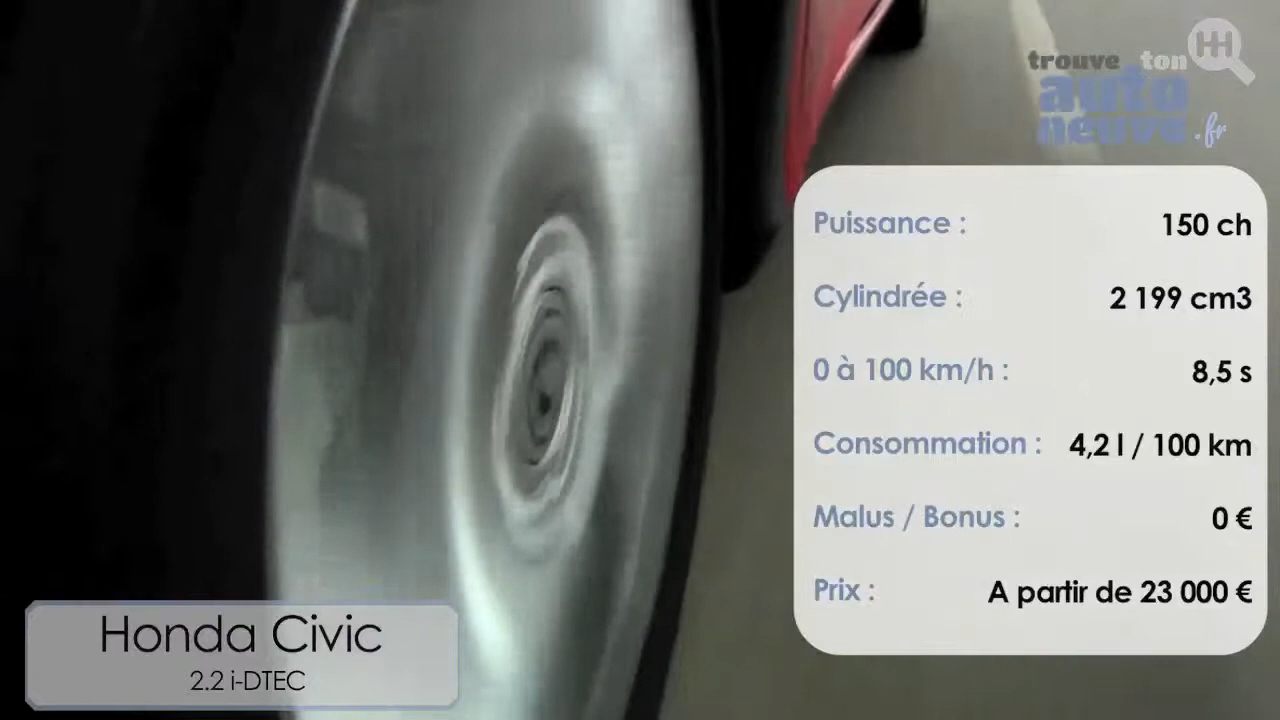 trouve ton
auto
neuve.fr
Puissance : 150 ch
Cylindrée : 2 199 cm3
0 à 100 km/h : 8,5 s
Consommation : 4,2 l / 100 km
Malus / Bonus : 0 €
Prix : A partir de 23 000 €
Honda Civic
2.2 i-DTEC